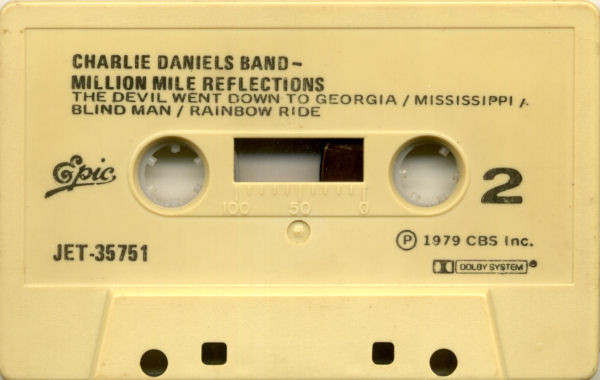 CHARLIE DANIELS BAND–
MILLION MILE REFLECTIONS
THE DEVIL WENT DOWN TO GEORGIA / MISSISSIPPI /
BLIND MAN / RAINBOW RIDE
Epic
2
100 50 0
JET-35751
Ⓟ 1979 CBS Inc.
DOLBY SYSTEM®